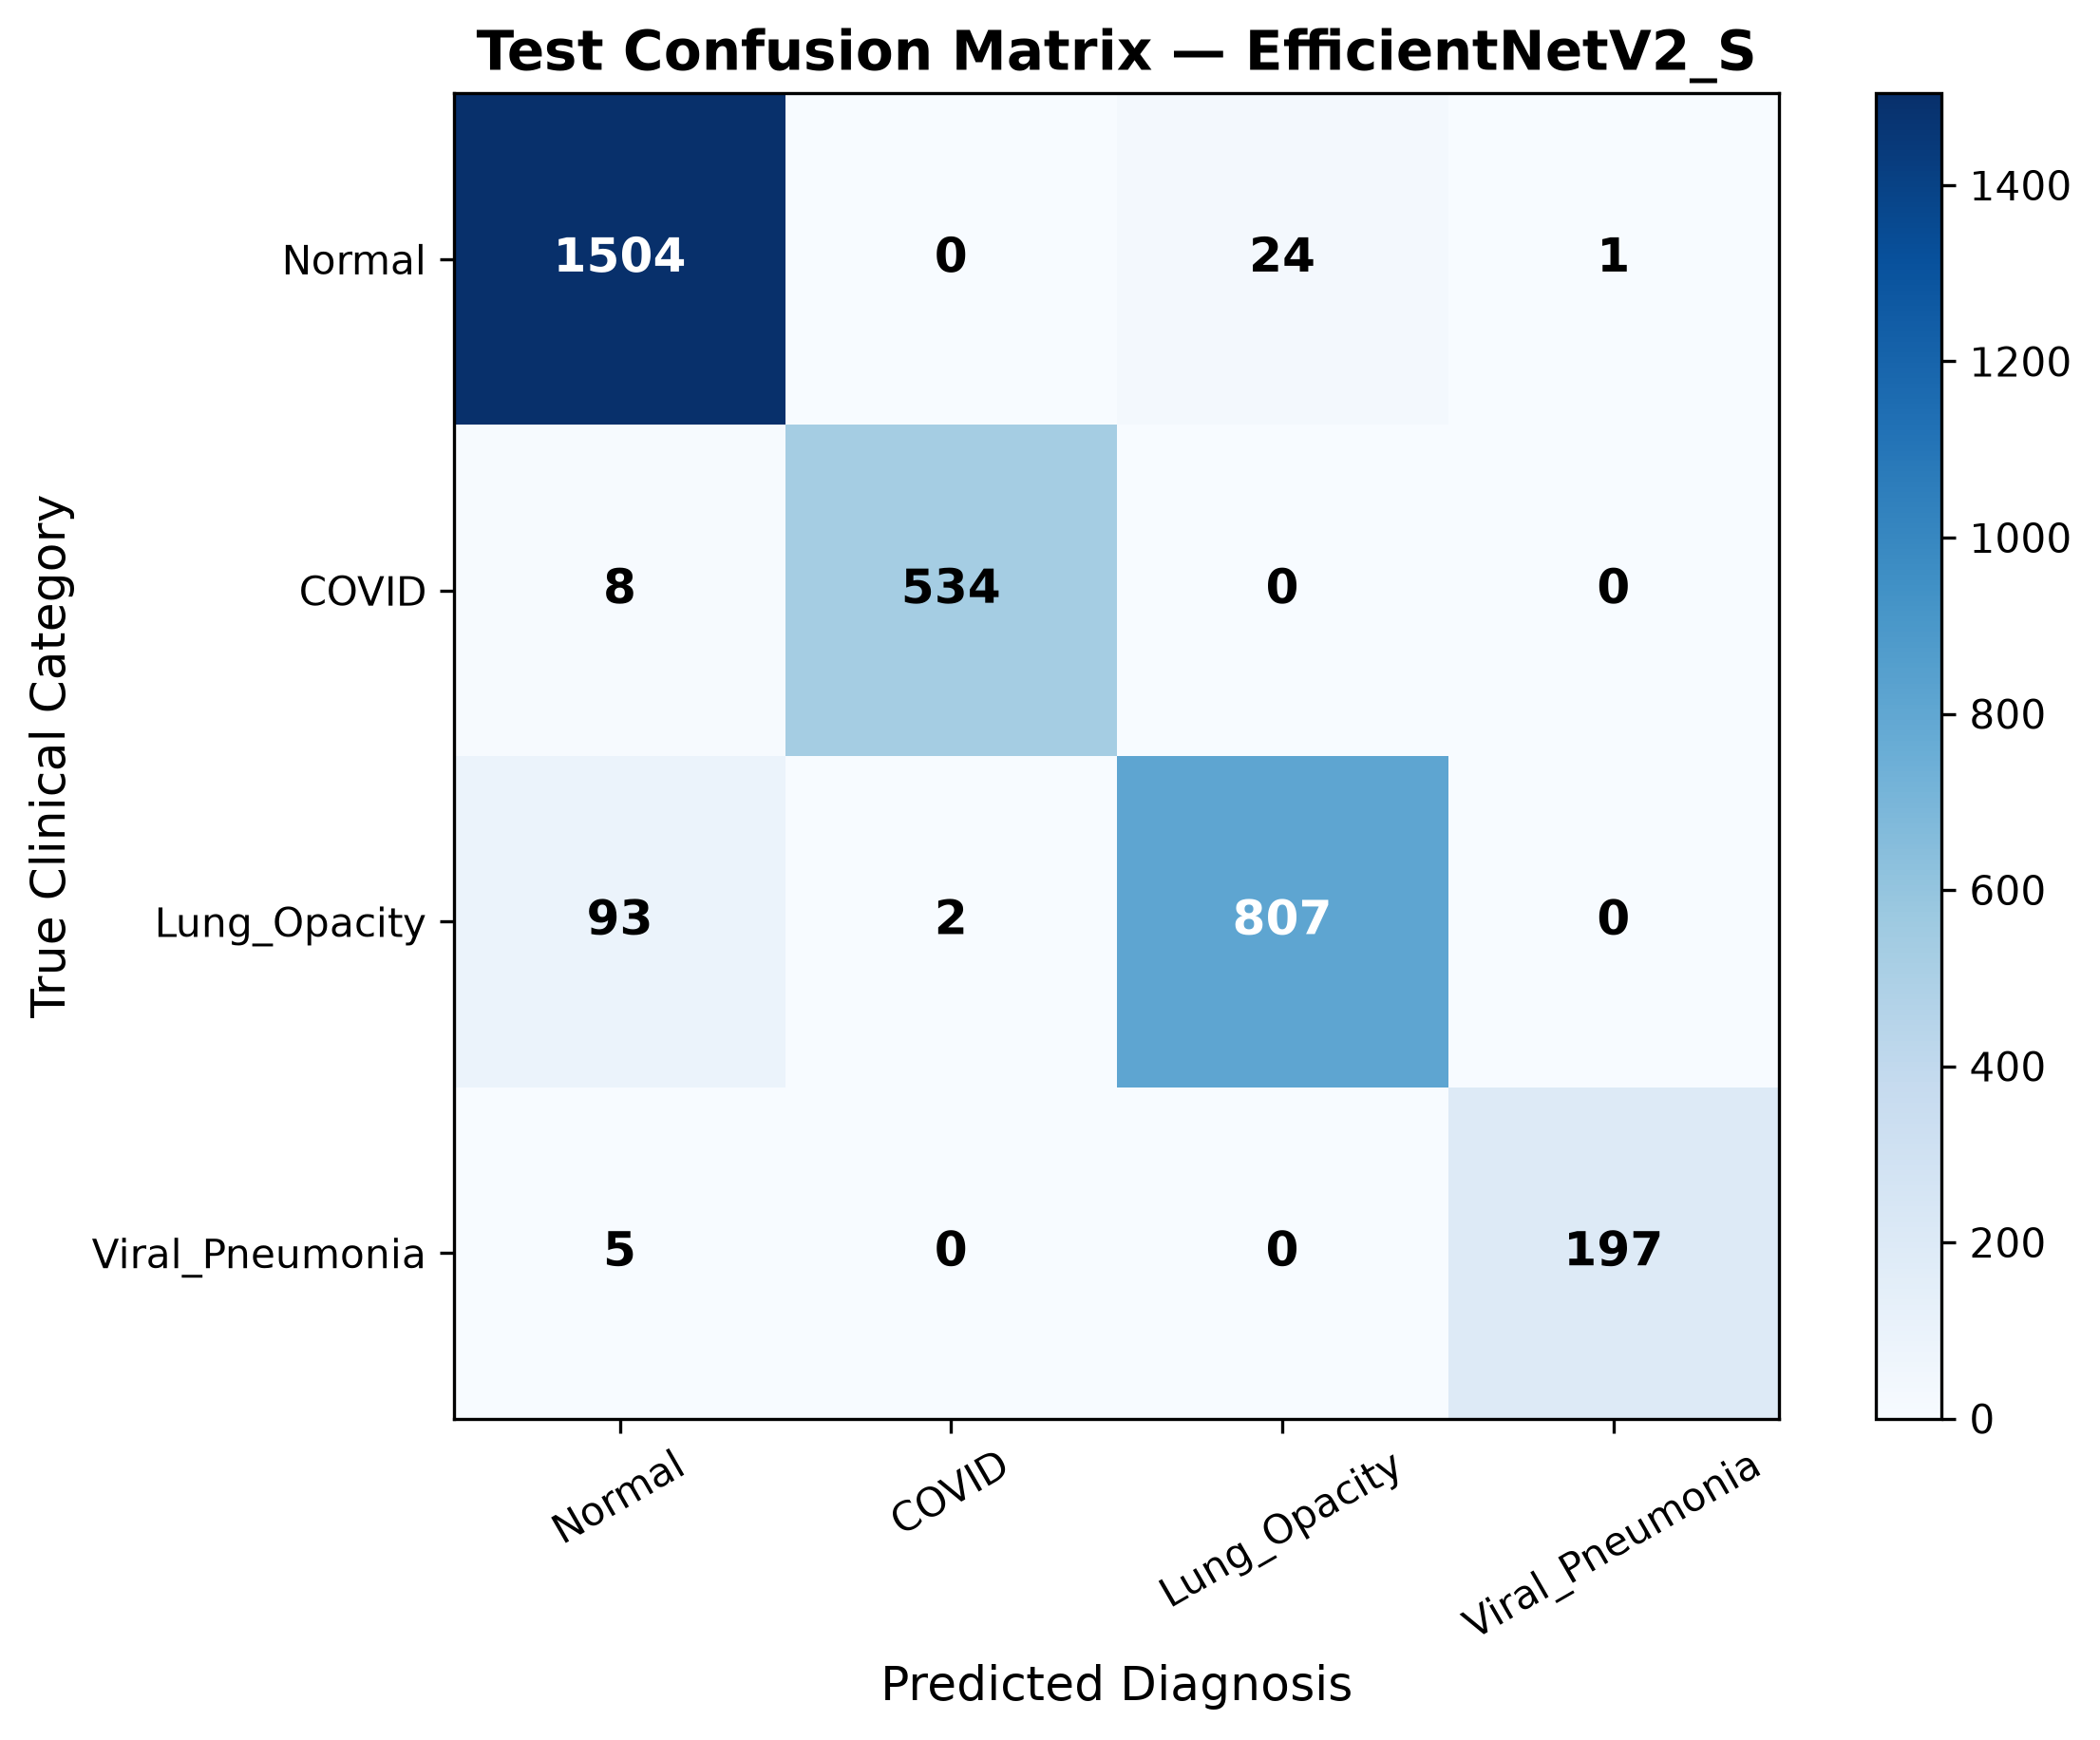 Test Confusion Matrix — EfficientNetV2_S
True Clinical Category
Normal
1504 0 24 1
COVID
8 534 0 0
Lung_Opacity
93 2 807 0
Viral_Pneumonia
5 0 0 197
Normal
COVID
Lung_Opacity
Viral_Pneumonia
Predicted Diagnosis
1400
1200
1000
800
600
400
200
0